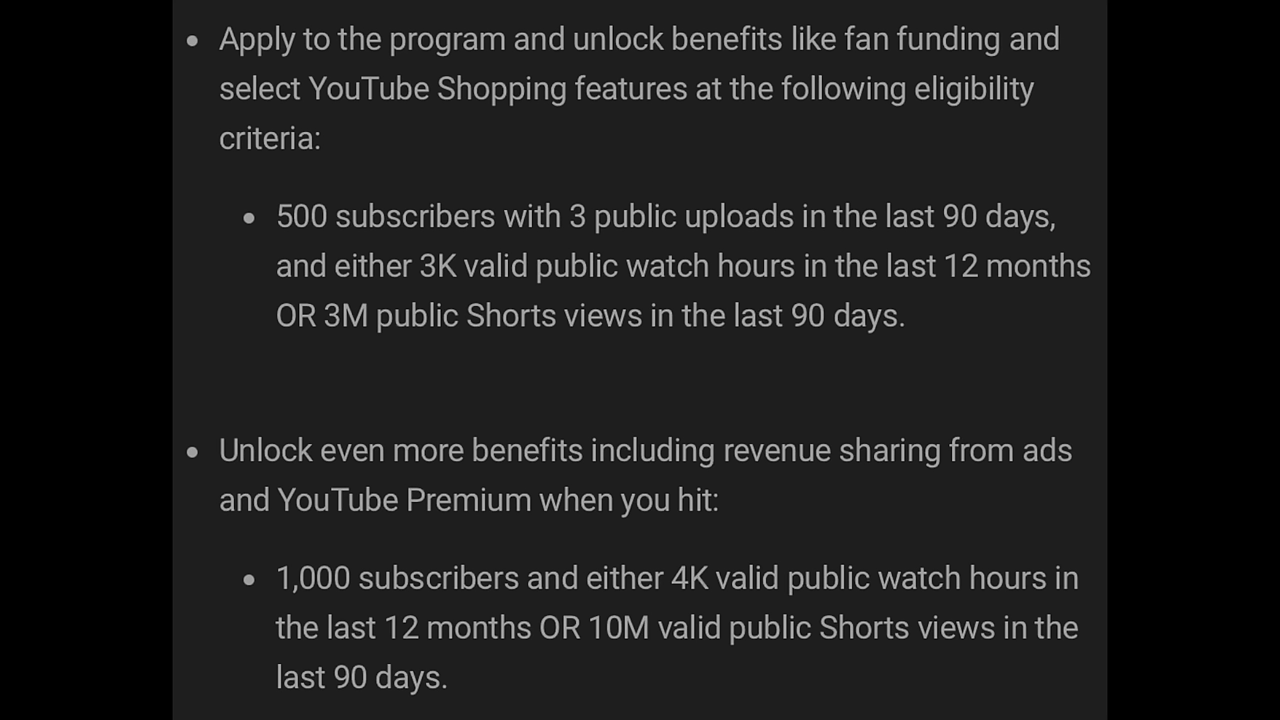 • Apply to the program and unlock benefits like fan funding and
select YouTube Shopping features at the following eligibility
criteria:
• 500 subscribers with 3 public uploads in the last 90 days,
and either 3K valid public watch hours in the last 12 months
OR 3M public Shorts views in the last 90 days.
• Unlock even more benefits including revenue sharing from ads
and YouTube Premium when you hit:
• 1,000 subscribers and either 4K valid public watch hours in
the last 12 months OR 10M valid public Shorts views in the
last 90 days.